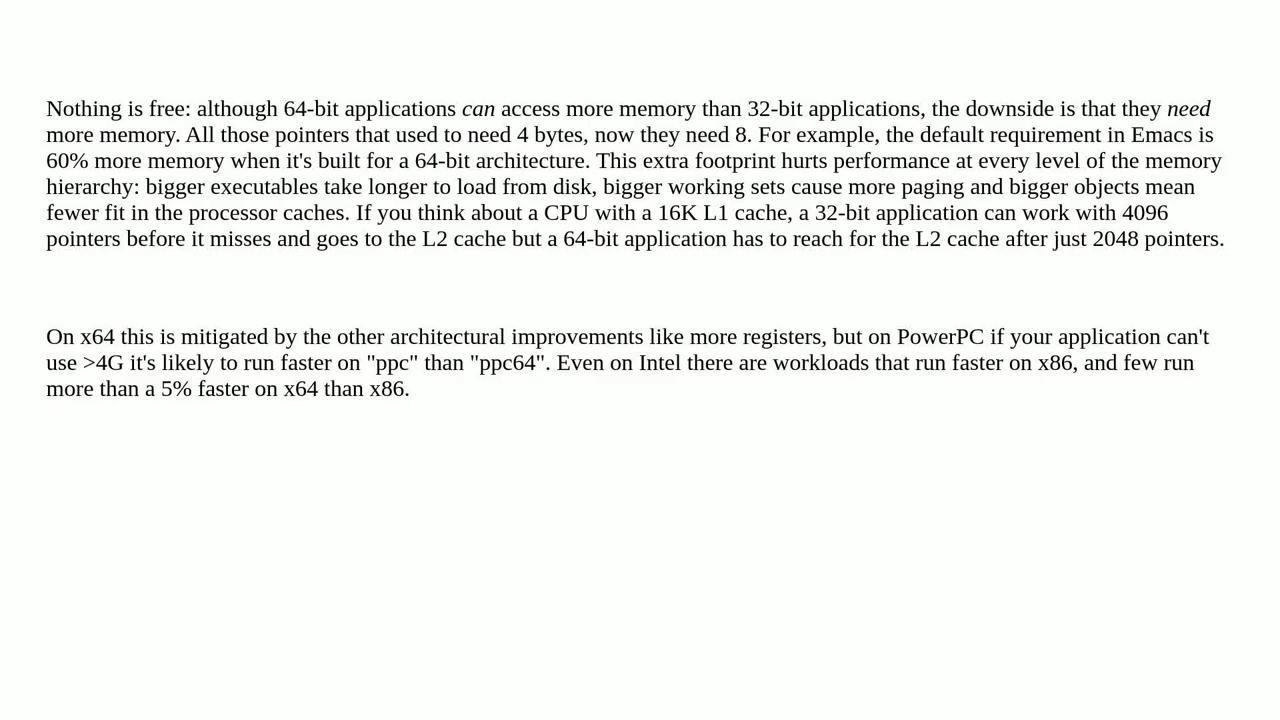 Nothing is free: although 64-bit applications can access more memory than 32-bit applications, the downside is that they need
more memory. All those pointers that used to need 4 bytes, now they need 8. For example, the default requirement in Emacs is
60% more memory when it's built for a 64-bit architecture. This extra footprint hurts performance at every level of the memory
hierarchy: bigger executables take longer to load from disk, bigger working sets cause more paging and bigger objects mean
fewer fit in the processor caches. If you think about a CPU with a 16K L1 cache, a 32-bit application can work with 4096
pointers before it misses and goes to the L2 cache but a 64-bit application has to reach for the L2 cache after just 2048 pointers.
On x64 this is mitigated by the other architectural improvements like more registers, but on PowerPC if your application can't
use >4G it's likely to run faster on "ppc" than "ppc64". Even on Intel there are workloads that run faster on x86, and few run
more than a 5% faster on x64 than x86.